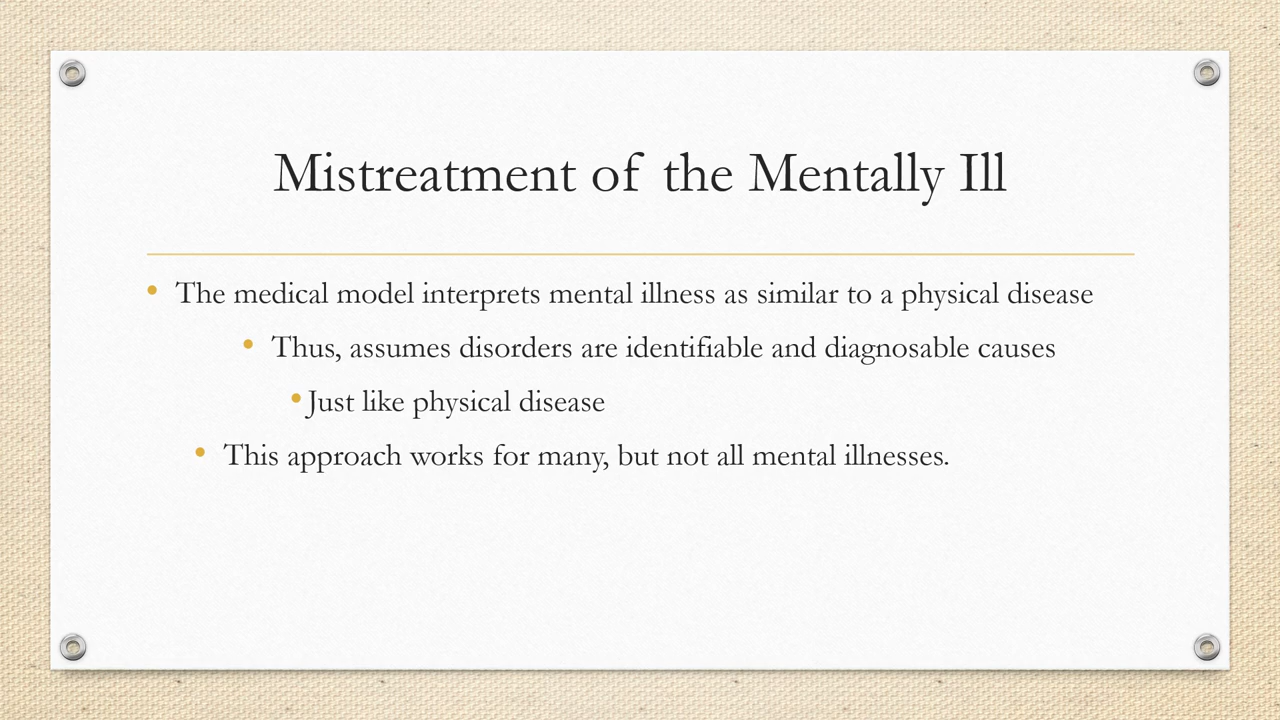 Mistreatment of the Mentally Ill
• The medical model interprets mental illness as similar to a physical disease
• Thus, assumes disorders are identifiable and diagnosable causes
• Just like physical disease
• This approach works for many, but not all mental illnesses.